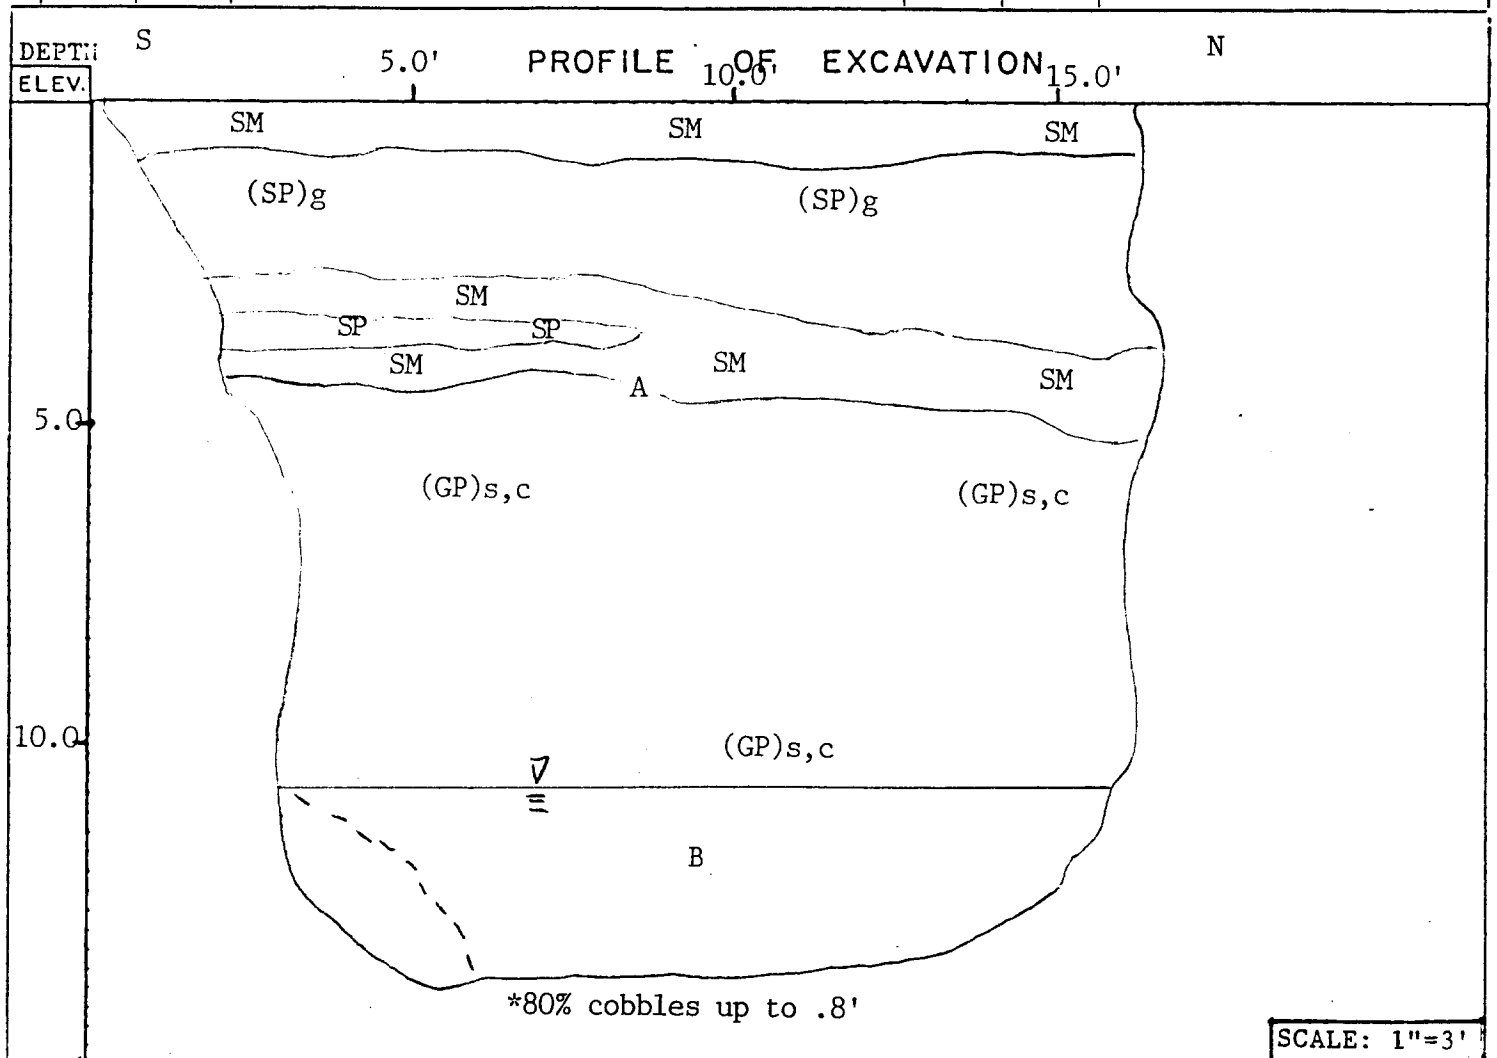 S N
DEPTH 5.0' PROFILE OF EXCAVATION 10.0' 15.0'
ELEV.
SM SM SM
(SP)g (SP)g
SM
SP SP
SM SM SM
A
5.0
(GP)s,c (GP)s,c
10.0 (GP)s,c
B
*80% cobbles up to .8'
SCALE: 1"=3'